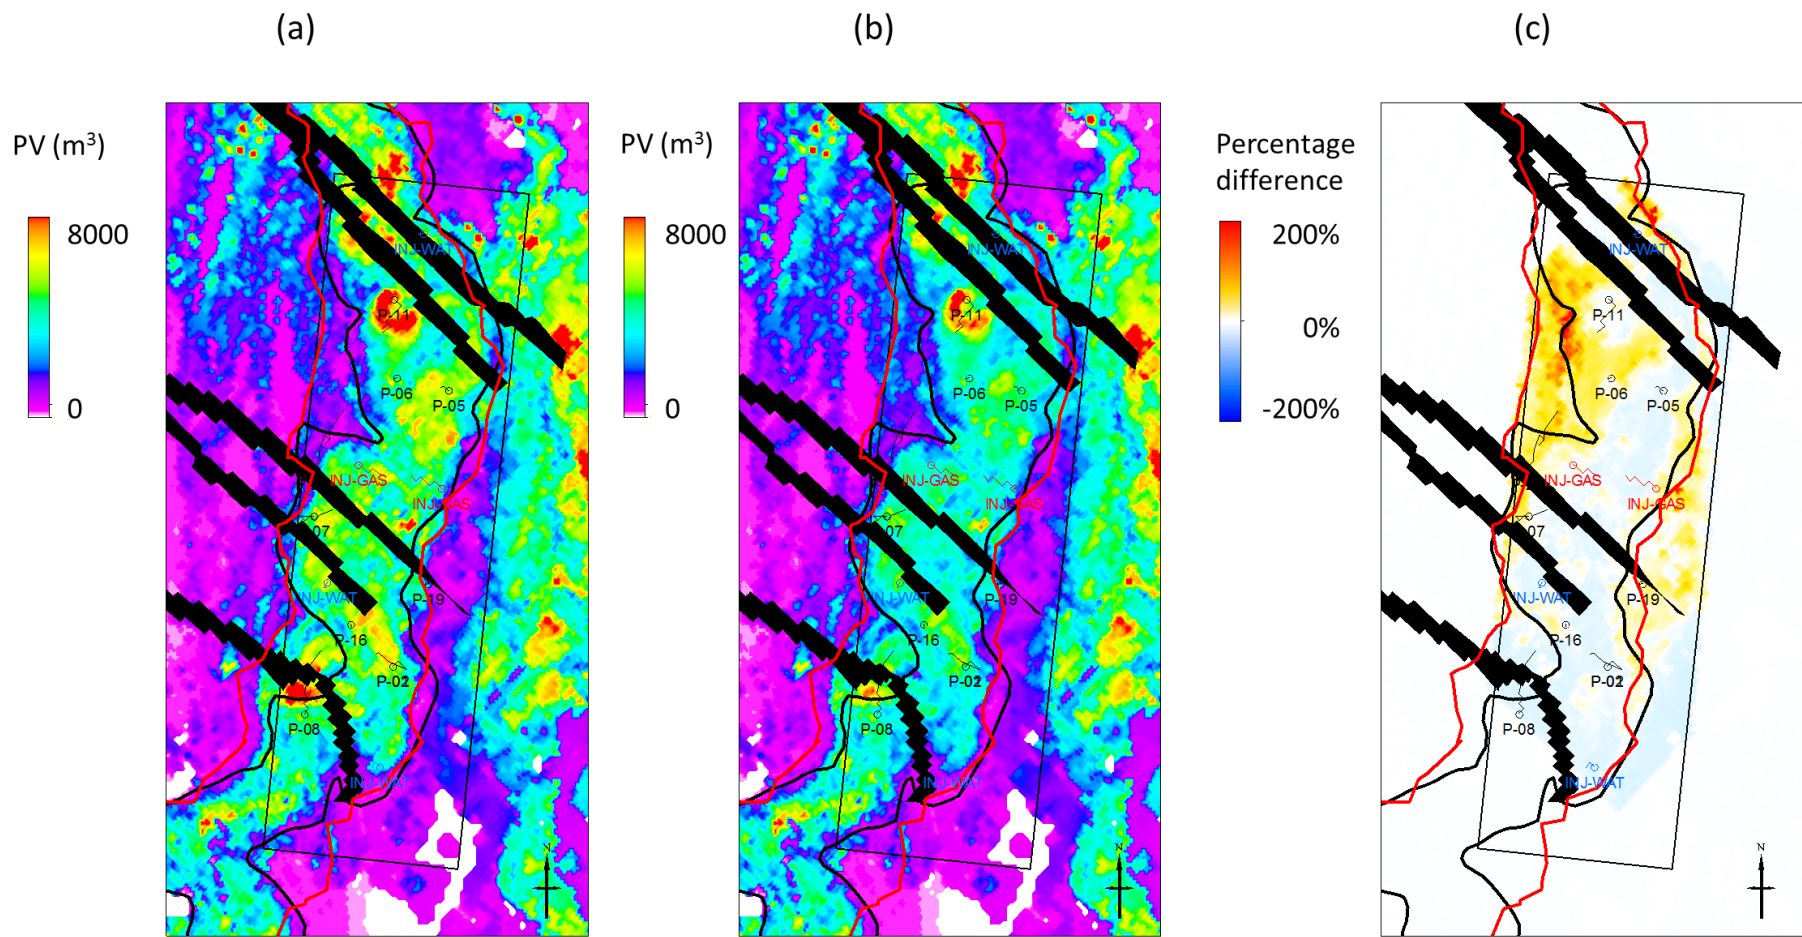 (a)
(b)
(c)
PV (m³)
8000
0
PV (m³)
8000
0
Percentage
difference
200%
0%
-200%
INJ-WAT
P-11
P-06
P-05
INJ-GAS
INJ-GAS
07
INJ-WAT
P-19
P-16
P-08
INJ-WAT
N
INJ-WAT
P-11
P-06
P-05
INJ-GAS
INJ-GAS
07
INJ-WAT
P-19
P-16
P-08
INJ-WAT
N
INJ-WAT
P-11
P-06
P-05
INJ-GAS
INJ-GAS
07
INJ-WAT
P-19
P-16
P-08
INJ-WAT
N